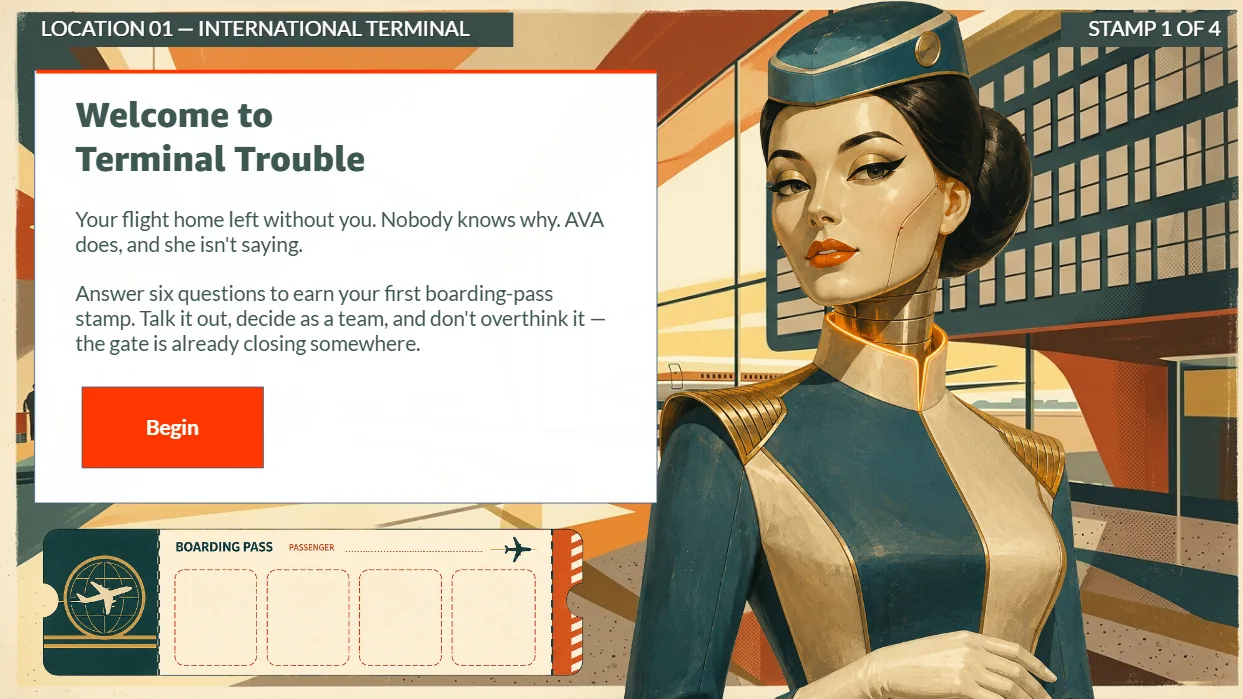 LOCATION 01 — INTERNATIONAL TERMINAL
STAMP 1 OF 4
Welcome to
Terminal Trouble
Your flight home left without you. Nobody knows why. AVA
does, and she isn't saying.
Answer six questions to earn your first boarding-pass
stamp. Talk it out, decide as a team, and don't overthink it —
the gate is already closing somewhere.
Begin
BOARDING PASS PASSENGER